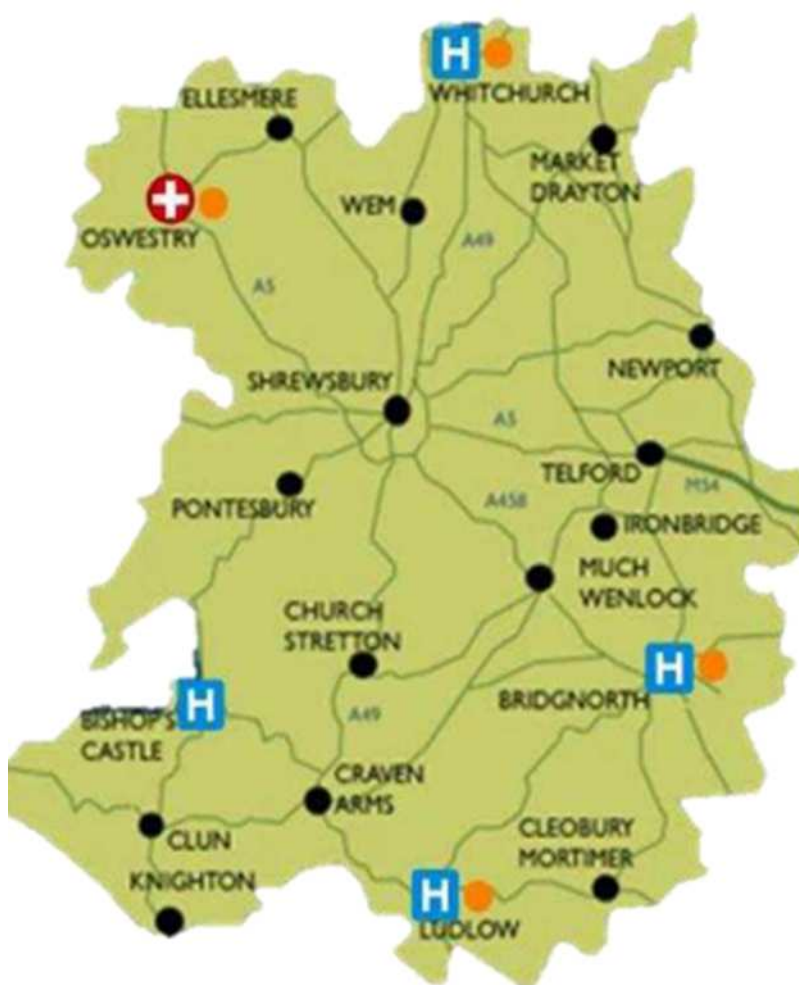 H
WHITCHURCH
ELLESMERE
MARKET
DRAYTON
WEM
OSWESTRY
A49
A5
NEWPORT
SHREWSBURY
A5
TELFORD
M54
PONTESBURY
A458
IRONBRIDGE
MUCH
WENLOCK
CHURCH
STRETTON
H
BRIDGNORTH
H
BISHOP'S
CASTLE
A49
CRAVEN
ARMS
CLUN
CLEOBURY
MORTIMER
KNIGHTON
H
LUDLOW